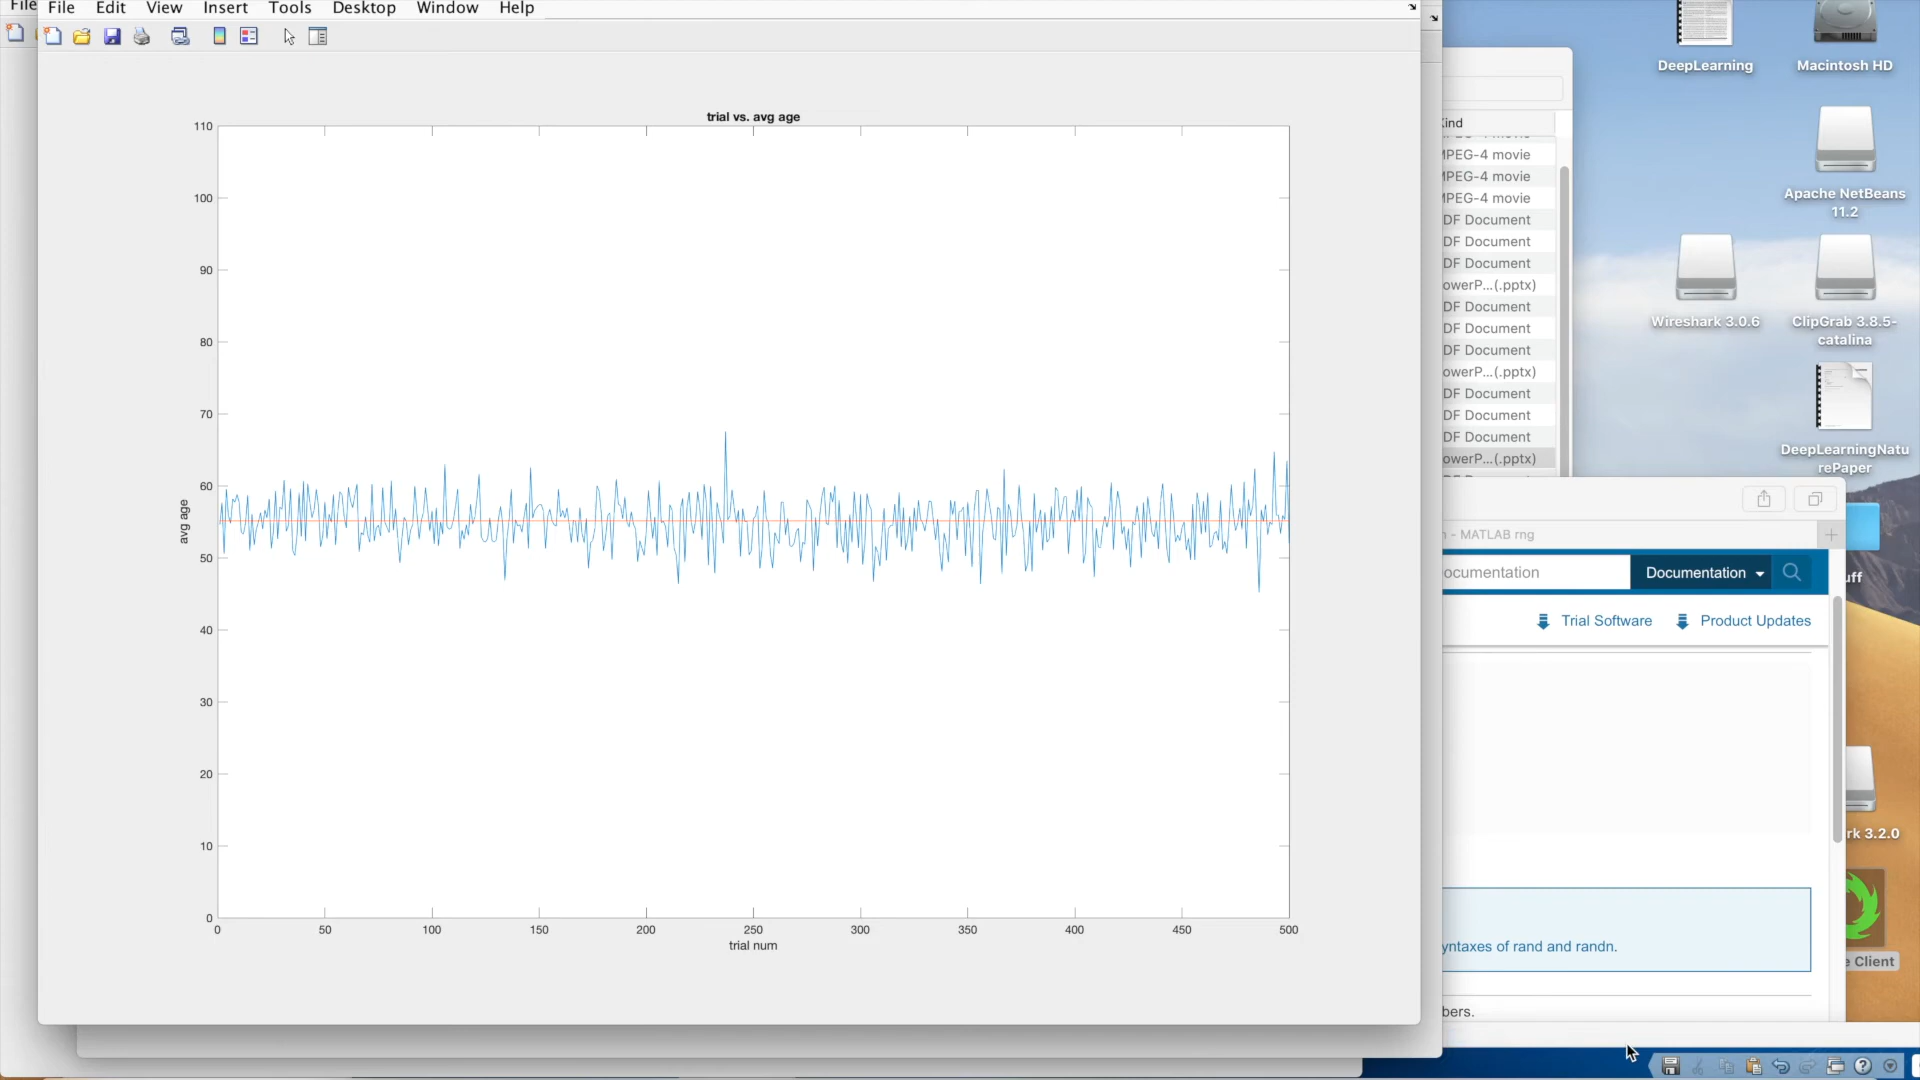 File
File Edit View Insert Tools Desktop Window Help
trial vs. avg age
110
100
90
80
70
60
50
40
30
20
10
0
avg age
0 50 100 150 200 250 300 350 400 450 500
trial num
Kind
MPEG-4 movie
MPEG-4 movie
MPEG-4 movie
DF Document
DF Document
DF Document
owerP...(.pptx)
DF Document
DF Document
DF Document
owerP...(.pptx)
DF Document
DF Document
DF Document
owerP...(.pptx)
n - MATLAB rng
ocumentation
Documentation
Trial Software
Product Updates
yntaxes of rand and randn.
bers.
DeepLearning
Macintosh HD
Apache NetBeans
11.2
Wireshark 3.0.6
ClipGrab 3.8.5-
catalina
DeepLearningNatu
rePaper
uff
rk 3.2.0
e Client